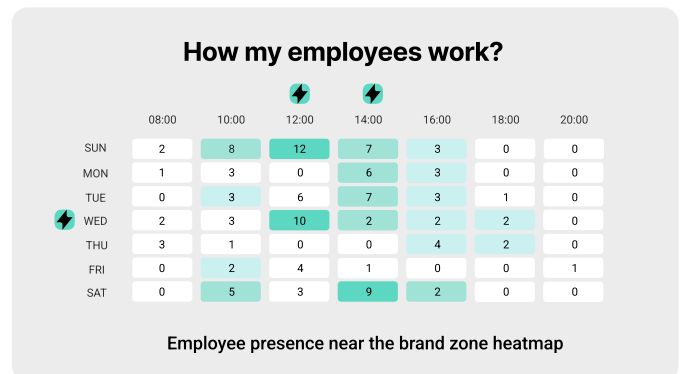 How my employees work?
08:00 10:00 12:00 14:00 16:00 18:00 20:00
SUN 2 8 12 7 3 0 0
MON 1 3 0 6 3 0 0
TUE 0 3 6 7 3 1 0
WED 2 3 10 2 2 2 0
THU 3 1 0 0 4 2 0
FRI 0 2 4 1 0 0 1
SAT 0 5 3 9 2 0 0
Employee presence near the brand zone heatmap